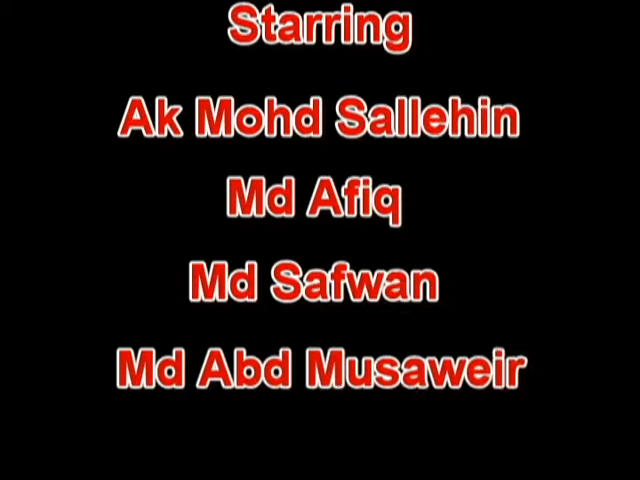 Starring
Ak Mohd Sallehin
Md Afiq
Md Safwan
Md Abd Musaweir